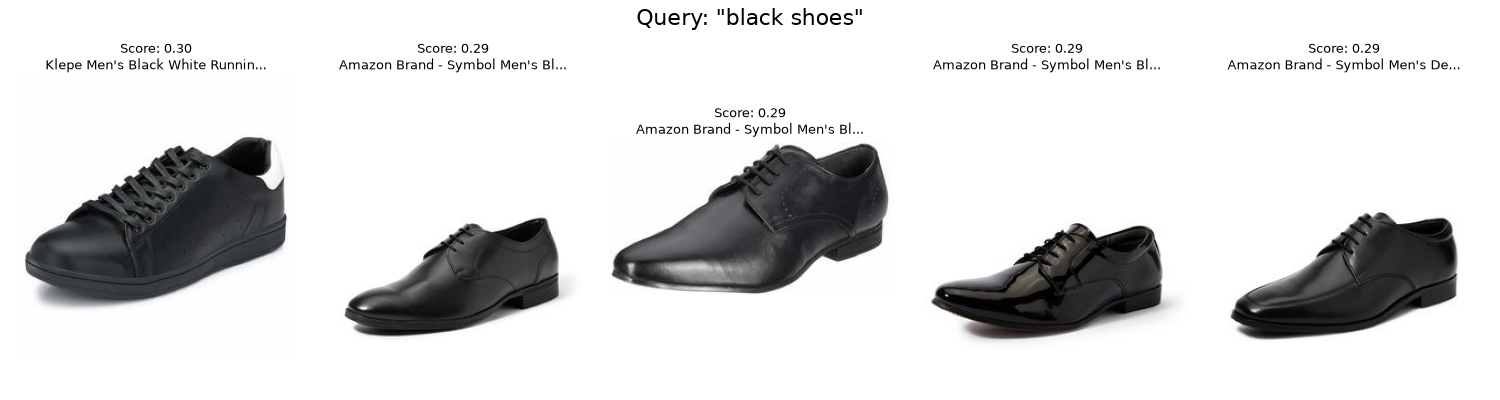 Query: "black shoes"
Score: 0.30
Klepe Men's Black White Runnin...
Score: 0.29
Amazon Brand - Symbol Men's Bl...
Score: 0.29
Amazon Brand - Symbol Men's Bl...
Score: 0.29
Amazon Brand - Symbol Men's Bl...
Score: 0.29
Amazon Brand - Symbol Men's De...